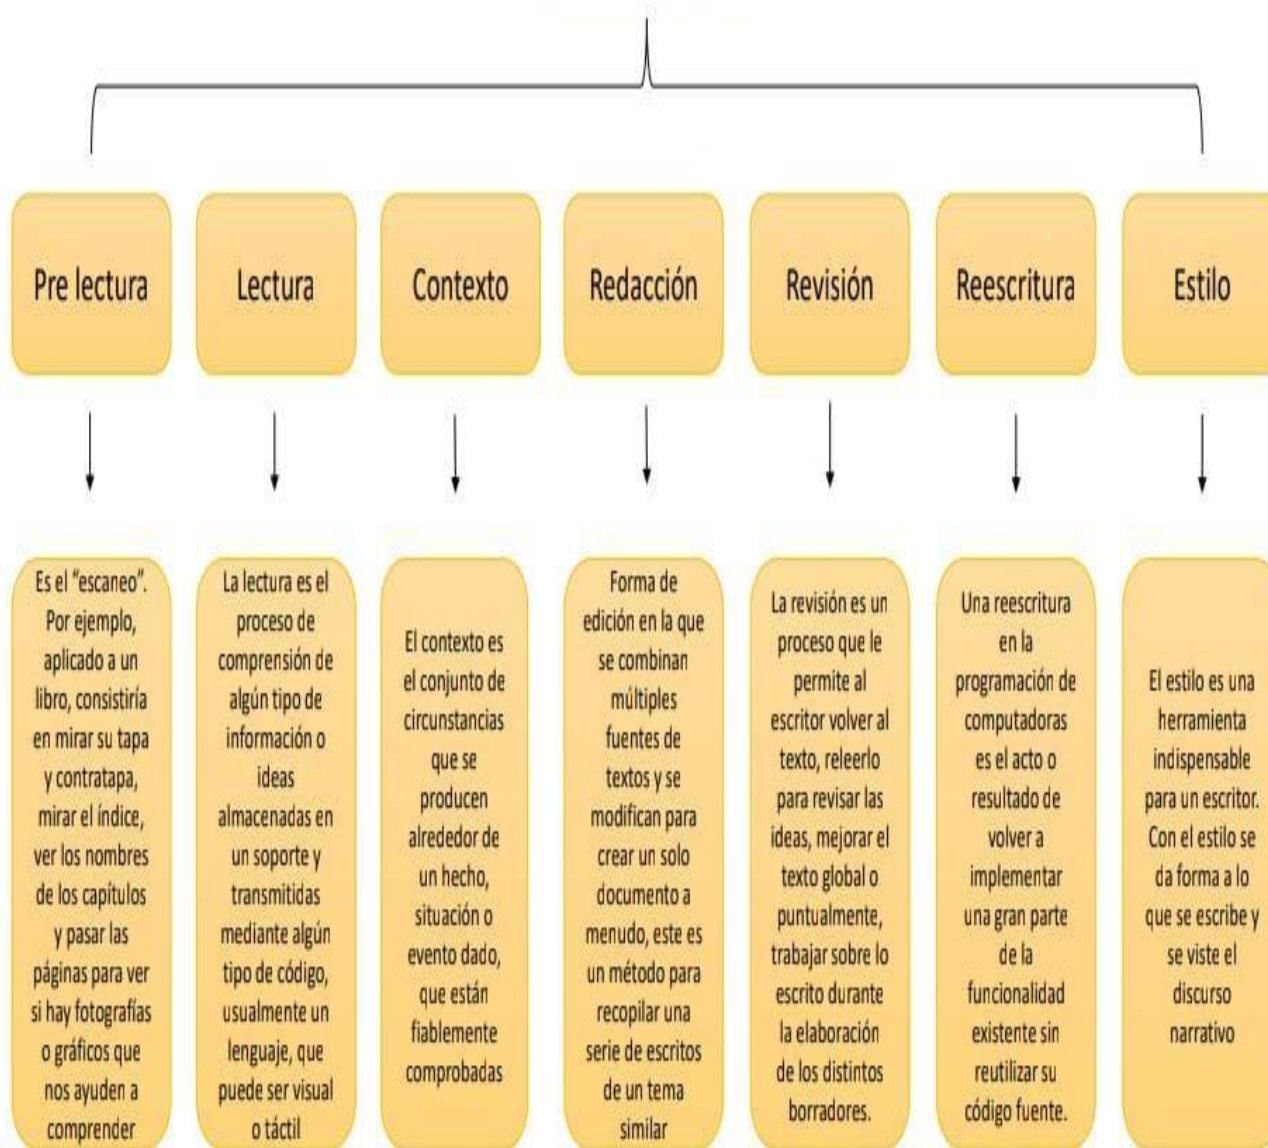 Pre lectura
Lectura
Contexto
Redacción
Revisión
Reescritura
Estilo
Es el “escaneo”.
Por ejemplo,
aplicado a un
libro, consistiría
en mirar su tapa
y contratapa,
mirar el índice,
ver los nombres
de los capítulos
y pasar las
páginas para ver
si hay fotografías
o gráficos que
nos ayuden a
comprender
La lectura es el
proceso de
comprensión de
algún tipo de
información o
ideas
almacenadas en
un soporte y
transmitidas
mediante algún
tipo de código,
usualmente un
lenguaje, que
puede ser visual
o táctil
El contexto es
el conjunto de
circunstancias
que se
producen
alrededor de
un hecho,
situación o
evento dado,
que están
fiablemente
comprobadas
Forma de
edición en la que
se combinan
múltiples
fuentes de
textos y se
modifican para
crear un solo
documento a
menudo, este es
un método para
recopilar una
serie de escritos
de un tema
similar
La revisión es un
proceso que le
permite al
escritor volver al
texto, releerlo
para revisar las
ideas, mejorar el
texto global o
puntualmente,
trabajar sobre lo
escrito durante
la elaboración
de los distintos
borradores.
Una reescritura
en la
programación de
computadoras
es el acto o
resultado de
volver a
implementar
una gran parte
de la
funcionalidad
existente sin
reutilizar su
código fuente.
El estilo es una
herramienta
indispensable
para un escritor.
Con el estilo se
da forma a lo
que se escribe y
se viste el
discurso
narrativo